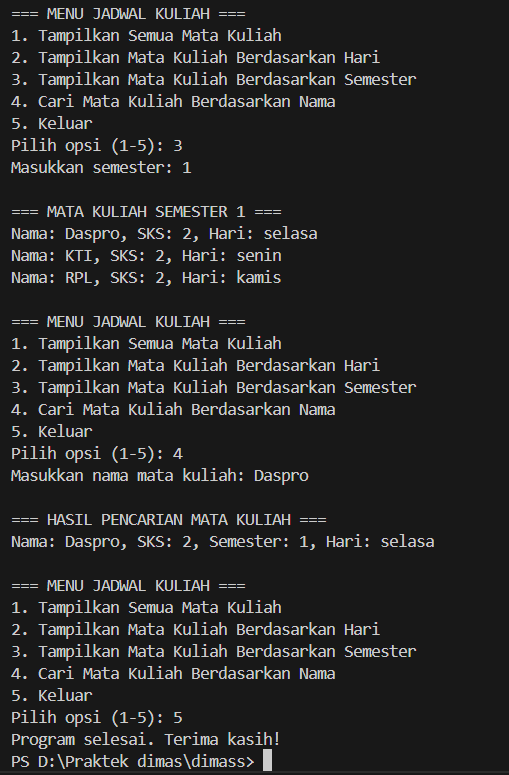 === MENU JADWAL KULIAH ===
1. Tampilkan Semua Mata Kuliah
2. Tampilkan Mata Kuliah Berdasarkan Hari
3. Tampilkan Mata Kuliah Berdasarkan Semester
4. Cari Mata Kuliah Berdasarkan Nama
5. Keluar
Pilih opsi (1-5): 3
Masukkan semester: 1
=== MATA KULIAH SEMESTER 1 ===
Nama: Daspro, SKS: 2, Hari: selasa
Nama: KTI, SKS: 2, Hari: senin
Nama: RPL, SKS: 2, Hari: kamis
=== MENU JADWAL KULIAH ===
1. Tampilkan Semua Mata Kuliah
2. Tampilkan Mata Kuliah Berdasarkan Hari
3. Tampilkan Mata Kuliah Berdasarkan Semester
4. Cari Mata Kuliah Berdasarkan Nama
5. Keluar
Pilih opsi (1-5): 4
Masukkan nama mata kuliah: Daspro
=== HASIL PENCARIAN MATA KULIAH ===
Nama: Daspro, SKS: 2, Semester: 1, Hari: selasa
=== MENU JADWAL KULIAH ===
1. Tampilkan Semua Mata Kuliah
2. Tampilkan Mata Kuliah Berdasarkan Hari
3. Tampilkan Mata Kuliah Berdasarkan Semester
4. Cari Mata Kuliah Berdasarkan Nama
5. Keluar
Pilih opsi (1-5): 5
Program selesai. Terima kasih!
PS D:\Praktek dimas\dimass>